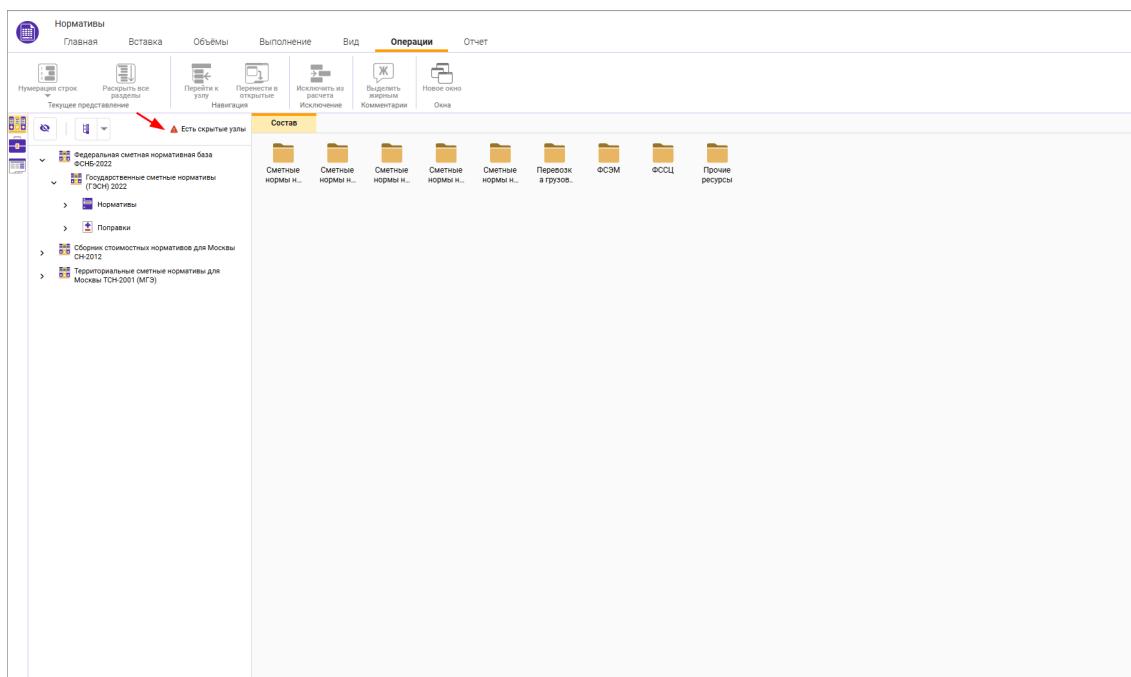 Нормативы
Главная Вставка Объёмы Выполнение Вид Операции Отчет
Нумерация строк
Раскрыть все разделы
Перейти к узлу
Перенести в открытые
Исключить из расчета
Выделить жирным
Новое окно
Текущее представление Навигация Исключение Комментарии Окна
Есть скрытые узлы
Состав
Федеральная сметная нормативная база
ФСНБ-2022
Государственные сметные нормативы
(ГЭСН) 2022
Нормативы
Поправки
Сборник стоимостных нормативов для Москвы
СН-2012
Территориальные сметные нормативы для
Москвы ТСН-2001 (МГЭ)
Сметные нормы н...
Сметные нормы н...
Сметные нормы н...
Сметные нормы н...
Сметные нормы н...
Перевозк а грузов..
ФСЭМ
ФССЦ
Прочие ресурсы